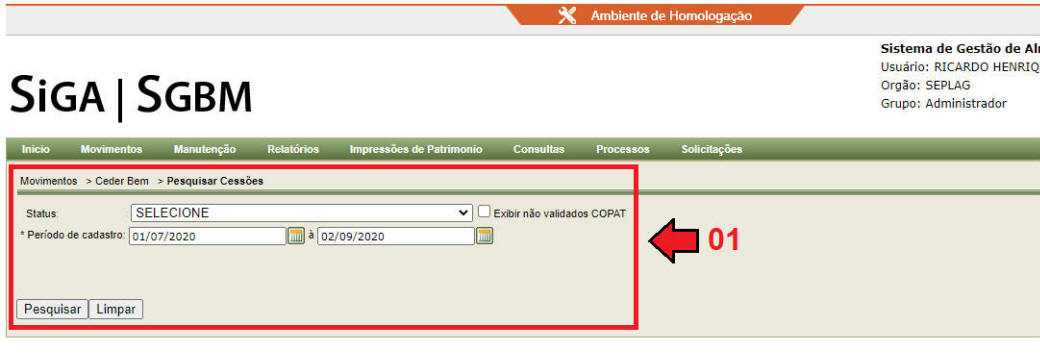 Ambiente de Homologação
Sistema de Gestão de Al
Usuário: RICARDO HENRIQ
Orgão: SEPLAG
Grupo: Administrador
SiGA | SGBM
Inicio Movimentos Manutenção Relatórios Impressões de Patrimonio Consultas Processos Solicitações
Movimentos > Ceder Bem > Pesquisar Cessões
Status: SELECIONE Exibir não validados COPAT
* Período de cadastro: 01/07/2020 à 02/09/2020
01
Pesquisar Limpar